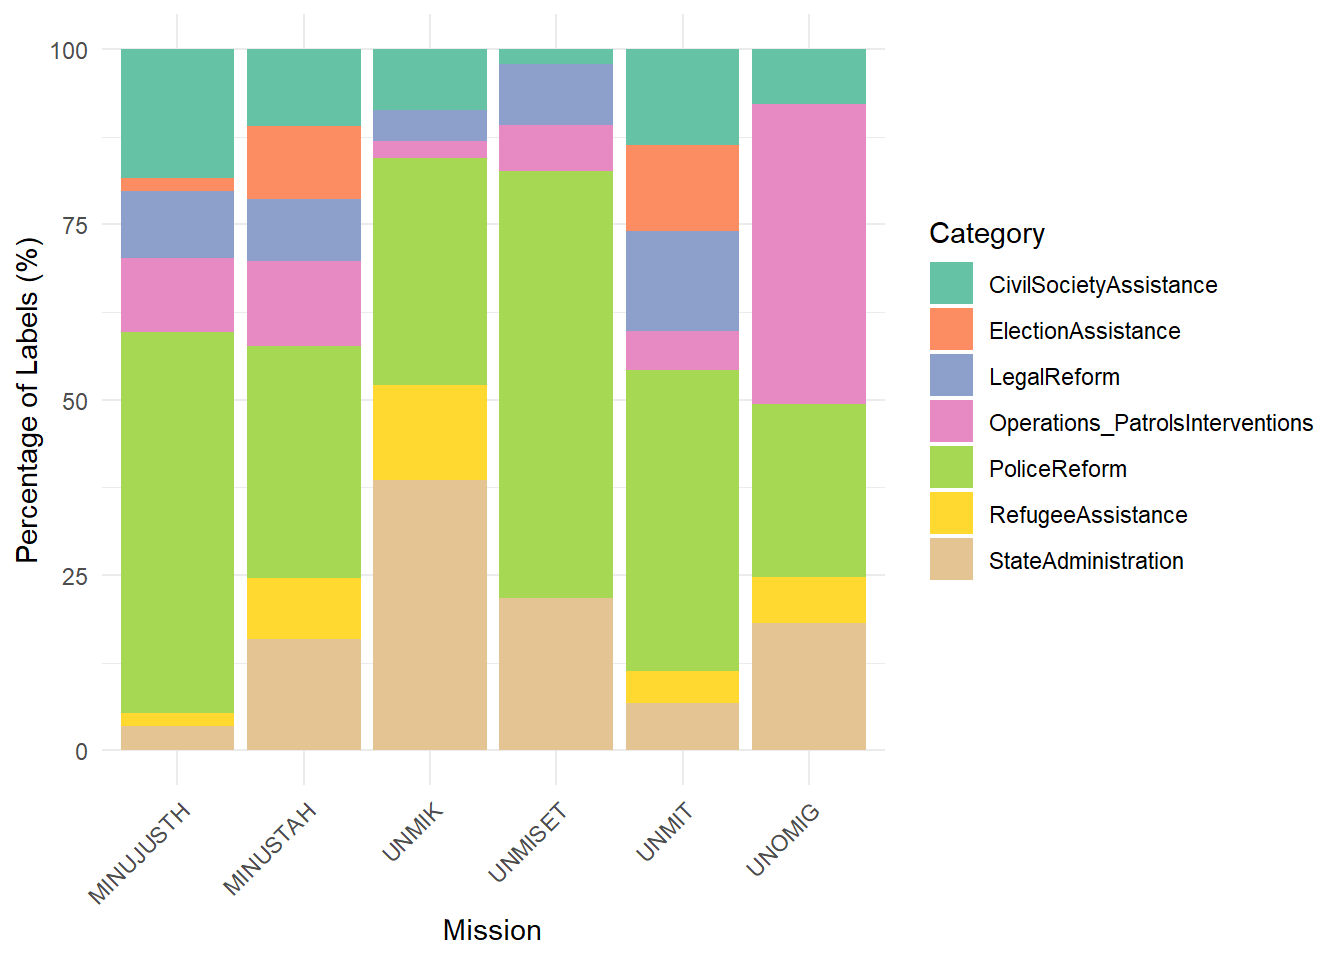 100
75
50
25
0
Percentage of Labels (%)
MINUJUSTH
MINUSTAH
UNMIK
UNMISET
UNMIT
UNOMIG
Mission
Category
CivilSocietyAssistance
ElectionAssistance
LegalReform
Operations_PatrolsInterventions
PoliceReform
RefugeeAssistance
StateAdministration